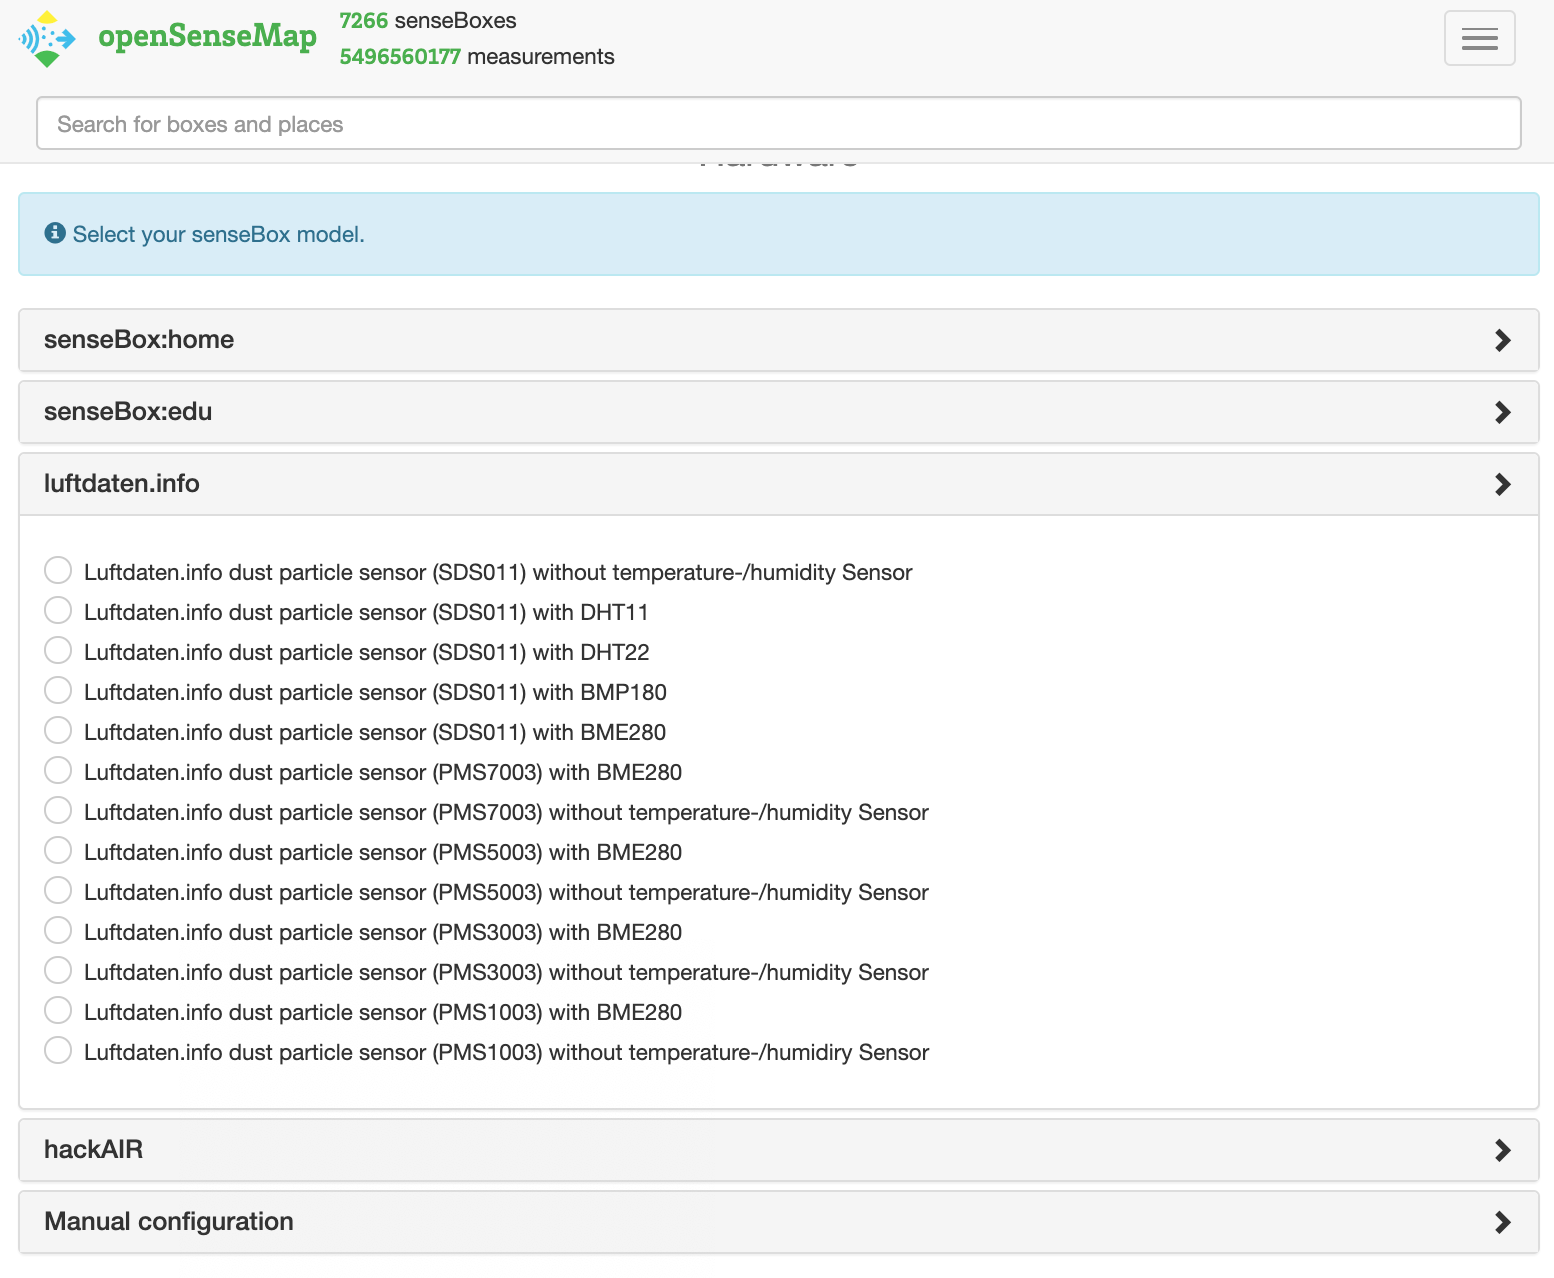 openSenseMap
7266 senseBoxes
5496560177 measurements
Search for boxes and places
Hardware
Select your senseBox model.
senseBox:home
senseBox:edu
luftdaten.info
Luftdaten.info dust particle sensor (SDS011) without temperature-/humidity Sensor
Luftdaten.info dust particle sensor (SDS011) with DHT11
Luftdaten.info dust particle sensor (SDS011) with DHT22
Luftdaten.info dust particle sensor (SDS011) with BMP180
Luftdaten.info dust particle sensor (SDS011) with BME280
Luftdaten.info dust particle sensor (PMS7003) with BME280
Luftdaten.info dust particle sensor (PMS7003) without temperature-/humidity Sensor
Luftdaten.info dust particle sensor (PMS5003) with BME280
Luftdaten.info dust particle sensor (PMS5003) without temperature-/humidity Sensor
Luftdaten.info dust particle sensor (PMS3003) with BME280
Luftdaten.info dust particle sensor (PMS3003) without temperature-/humidity Sensor
Luftdaten.info dust particle sensor (PMS1003) with BME280
Luftdaten.info dust particle sensor (PMS1003) without temperature-/humidiry Sensor
hackAIR
Manual configuration